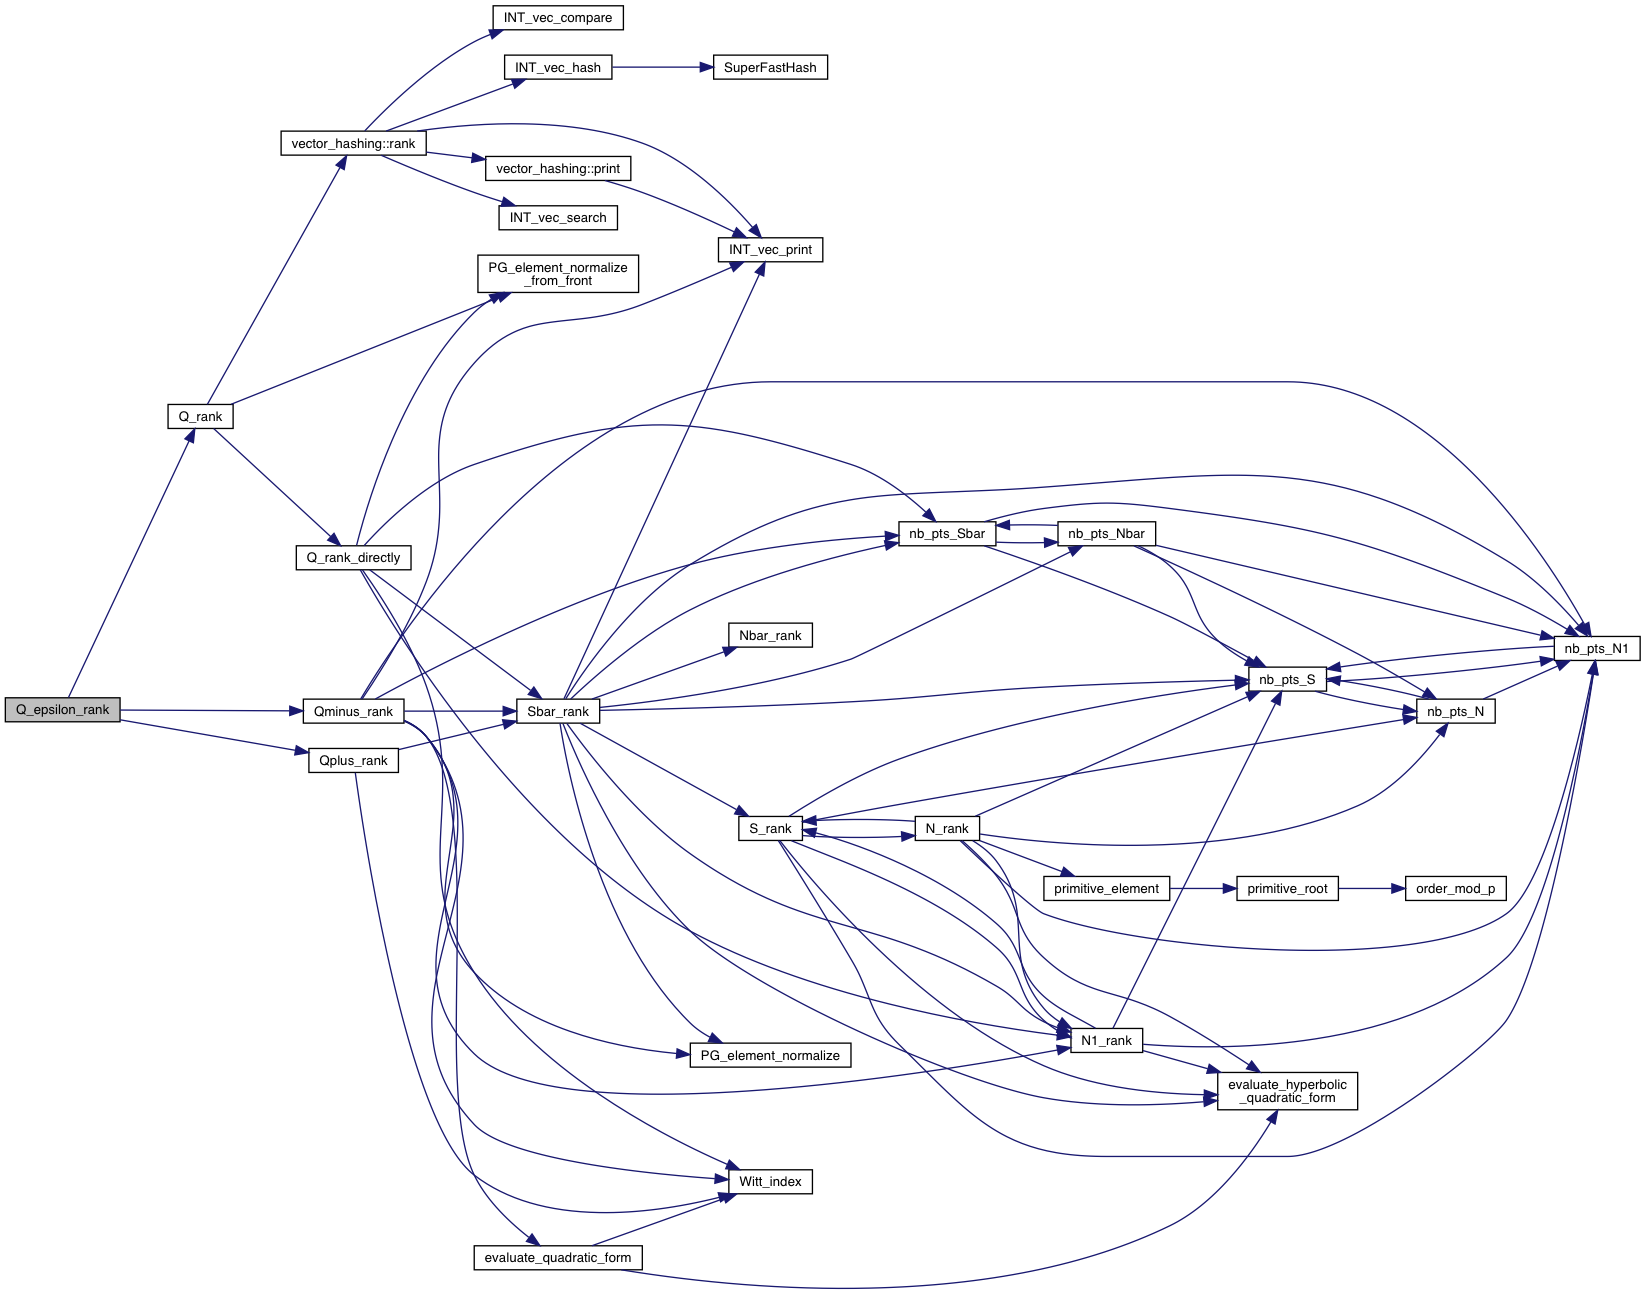 INT_vec_compare
INT_vec_hash
SuperFastHash
vector_hashing::rank
vector_hashing::print
INT_vec_search
INT_vec_print
PG_element_normalize
_from_front
Q_rank
nb_pts_Sbar
nb_pts_Nbar
Q_rank_directly
Nbar_rank
nb_pts_N1
nb_pts_S
Q_epsilon_rank
Qminus_rank
Sbar_rank
nb_pts_N
Qplus_rank
S_rank
N_rank
primitive_element
primitive_root
order_mod_p
N1_rank
PG_element_normalize
evaluate_hyperbolic
_quadratic_form
Witt_index
evaluate_quadratic_form